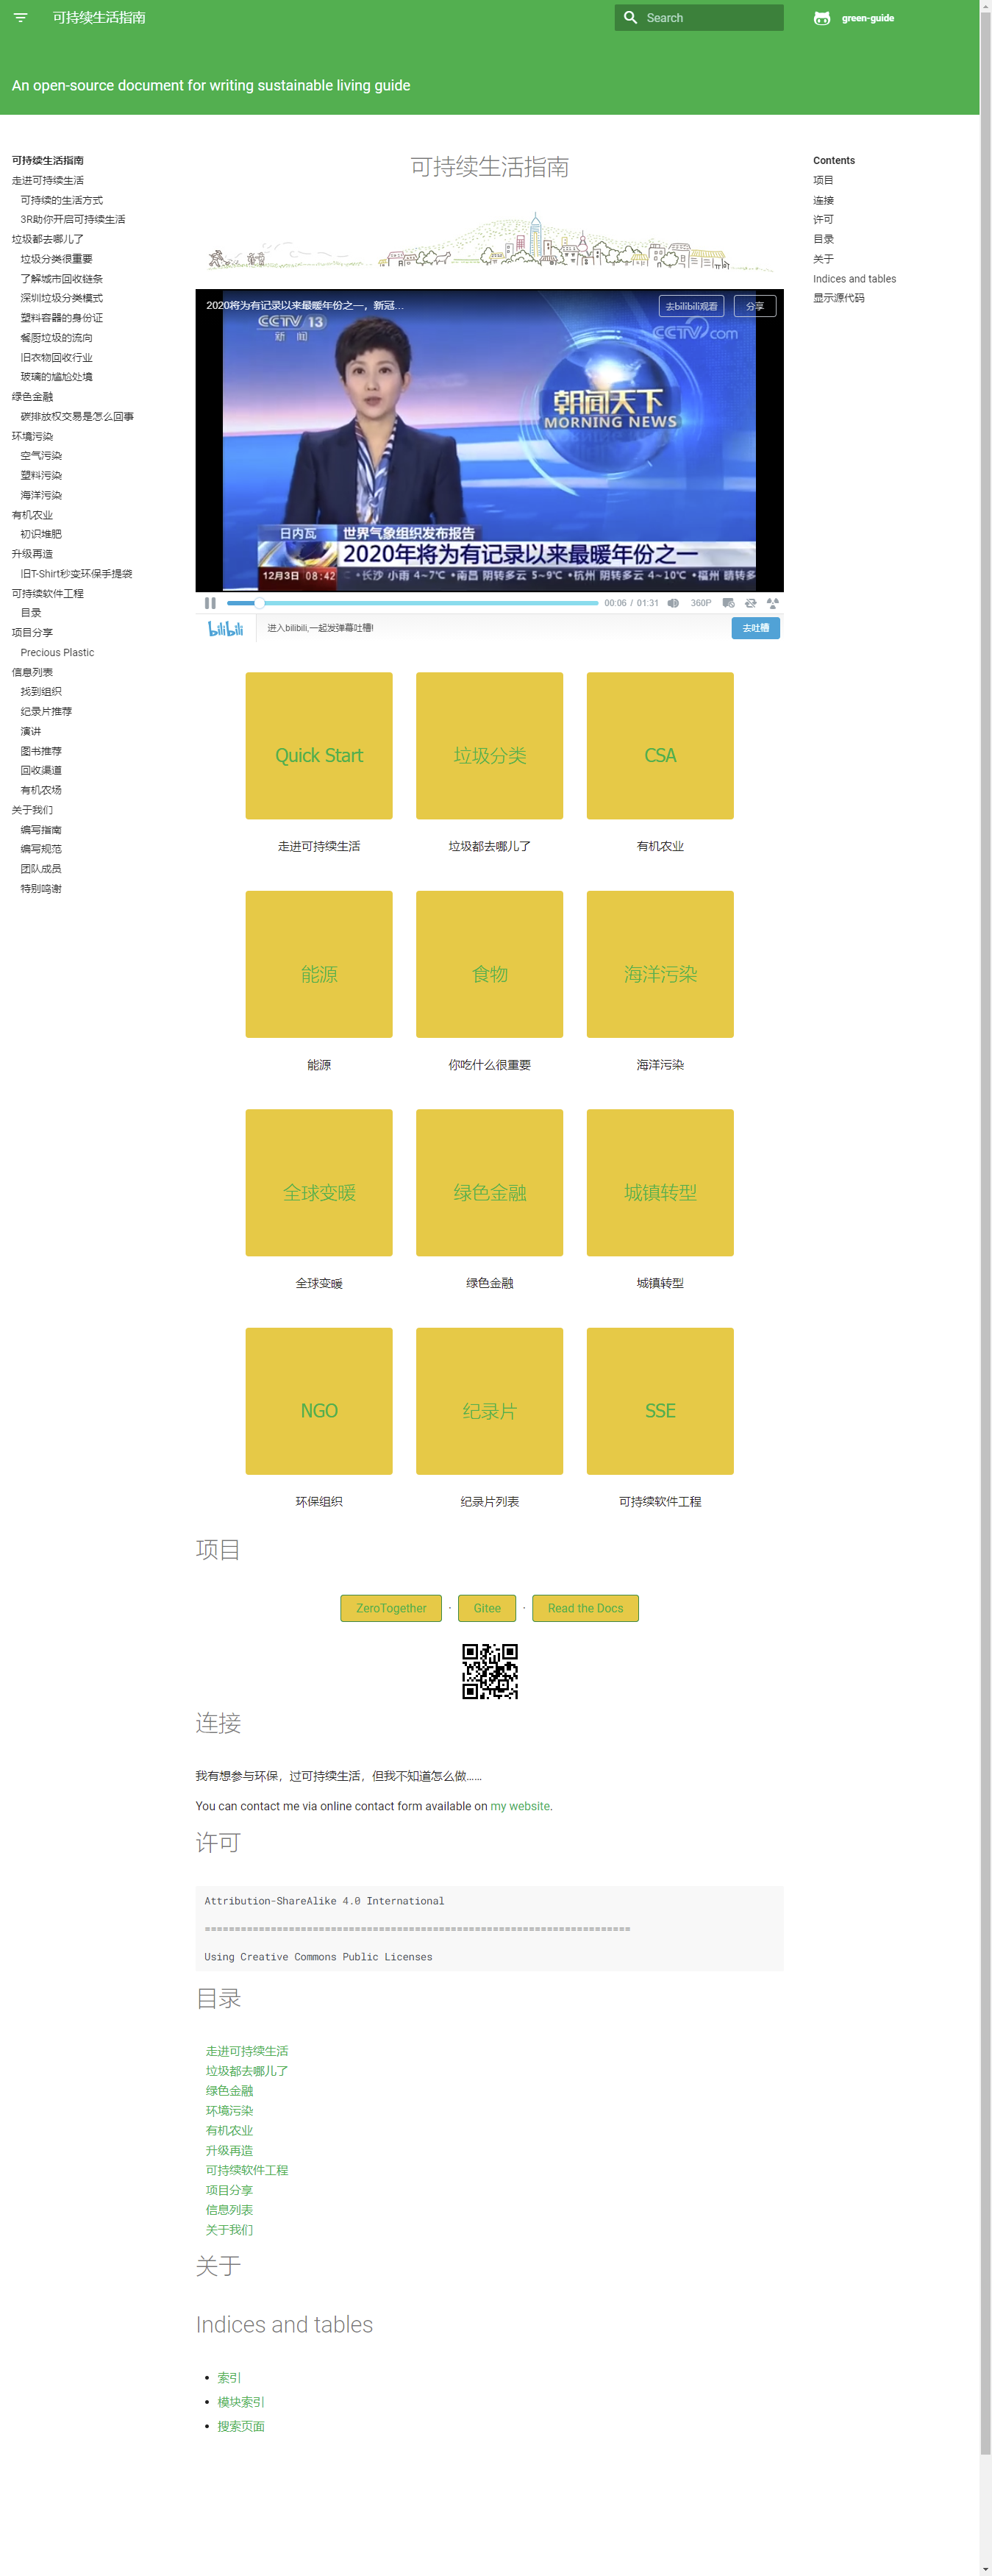 可持续生活指南
Search
green-guide
An open-source document for writing sustainable living guide
可持续生活指南
走进可持续生活
可持续的生活方式
3R助你开启可持续生活
垃圾都去哪儿了
垃圾分类很重要
了解城市回收链条
深圳垃圾分类模式
塑料容器的身份证
餐厨垃圾的流向
旧衣物回收行业
玻璃的尴尬处境
绿色金融
碳排放权交易是怎么回事
环境污染
空气污染
塑料污染
海洋污染
有机农业
初识堆肥
升级再造
旧T-Shirt秒变环保手提袋
可持续软件工程
目录
项目分享
Precious Plastic
信息列表
找到组织
纪录片推荐
演讲
图书推荐
回收渠道
有机农场
关于我们
编写指南
编写规范
团队成员
特别鸣谢
可持续生活指南
2020将为有记录以来最暖年份之一，新冠...
去bilibili观看
分享
CCTV 13
新闻
CCTV.com
朝闻天下
MORNING NEWS
日内瓦
世界气象组织发布报告
2020年将为有记录以来最暖年份之一
12月3日 08:42
•长沙 小雨 4~7℃ •南昌 阴转多云 5~9℃ •杭州 阴转多云 4~10℃ •福州 晴转多
00:06 / 01:31
360P
bilibili
进入bilibili,一起发弹幕吐槽!
去吐槽
Quick Start
垃圾分类
CSA
走进可持续生活
垃圾都去哪儿了
有机农业
能源
食物
海洋污染
能源
你吃什么很重要
海洋污染
全球变暖
绿色金融
城镇转型
全球变暖
绿色金融
城镇转型
NGO
纪录片
SSE
环保组织
纪录片列表
可持续软件工程
项目
ZeroTogether · Gitee · Read the Docs
连接
我有想参与环保，过可持续生活，但我不知道怎么做......
You can contact me via online contact form available on my website.
许可
Attribution-ShareAlike 4.0 International
=======================================================================
Using Creative Commons Public Licenses
目录
走进可持续生活
垃圾都去哪儿了
绿色金融
环境污染
有机农业
升级再造
可持续软件工程
项目分享
信息列表
关于我们
关于
Indices and tables
索引
模块索引
搜索页面
Contents
项目
连接
许可
目录
关于
Indices and tables
显示源代码